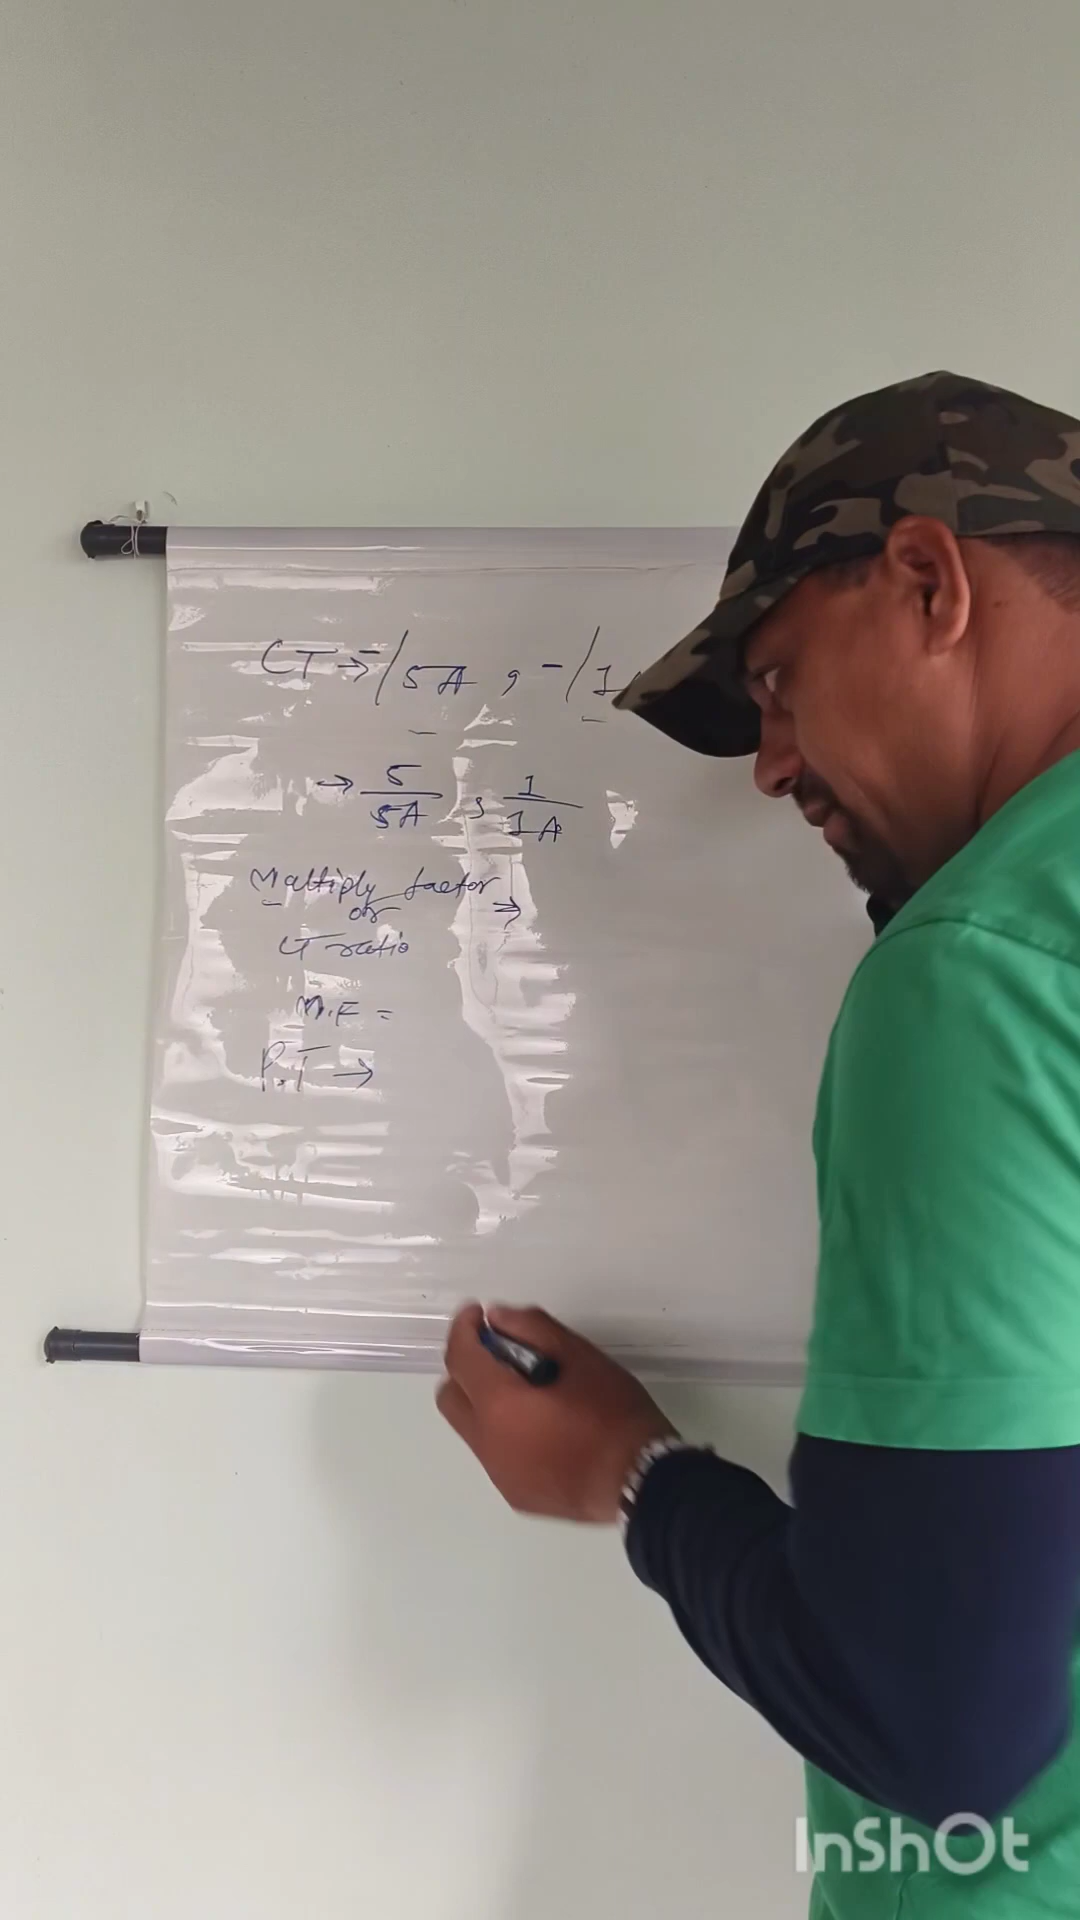 CT → -/5A , -/1
→ 5/5A , 1/1A
Multiply factor →
or
CT ratio
M.F =
P.T →
InShOt